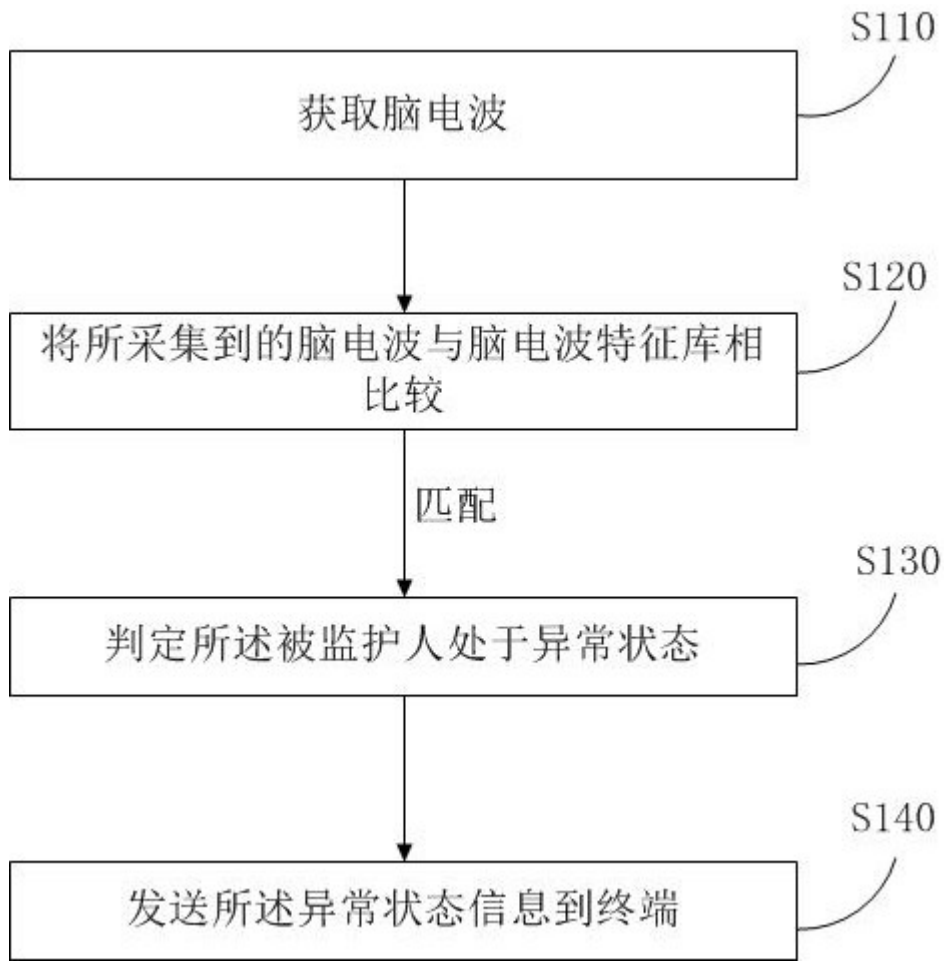 S110
获取脑电波
S120
将所采集到的脑电波与脑电波特征库相
比较
匹配
S130
判定所述被监护人处于异常状态
S140
发送所述异常状态信息到终端